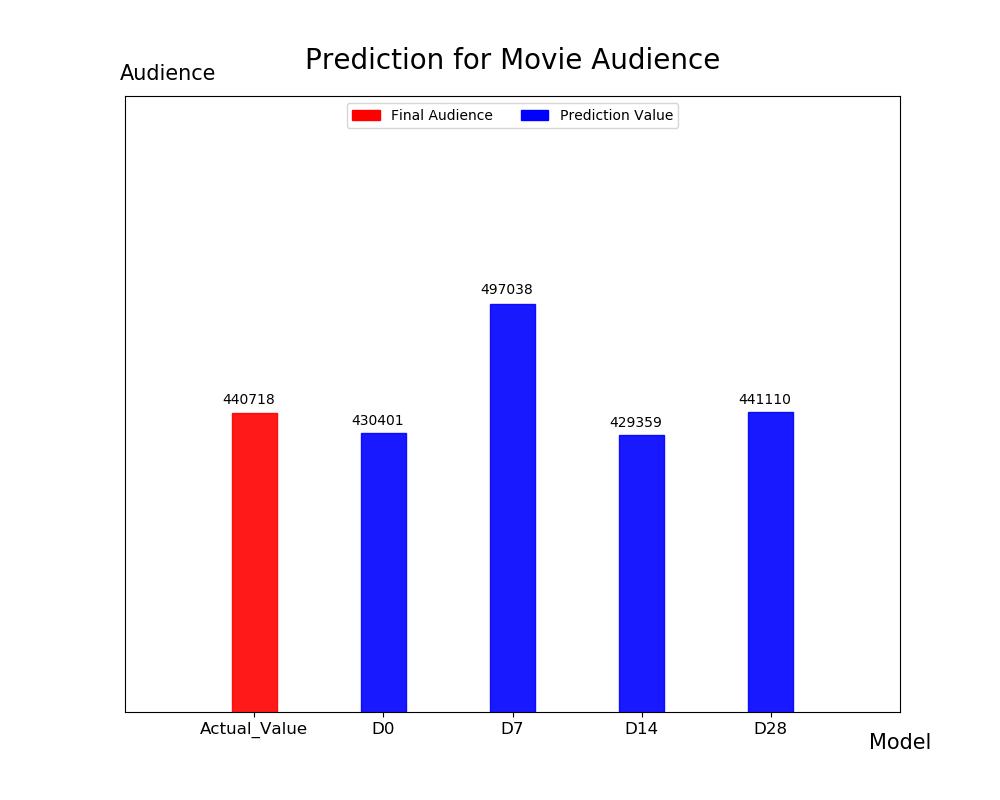 Prediction for Movie Audience
Audience
Final Audience
Prediction Value
497038
440718
441110
430401
429359
Actual_Value
D0
D7
D14
D28
Model